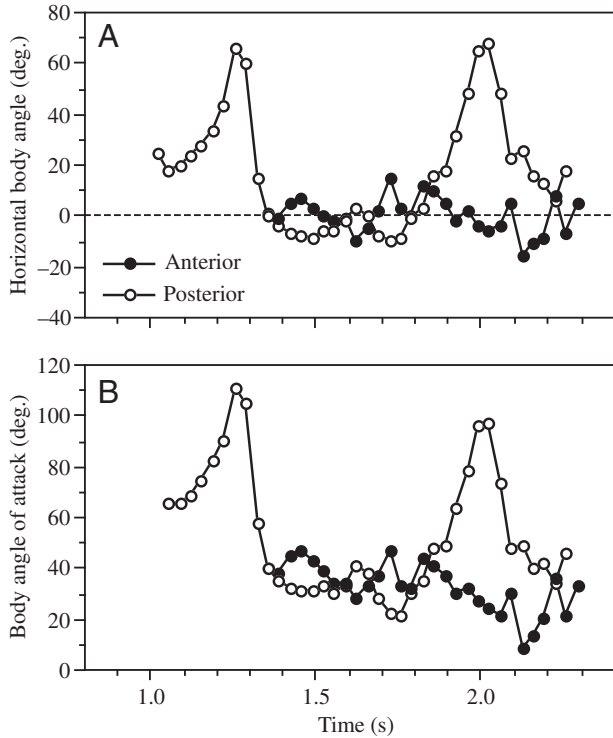 A
Horizontal body angle (deg.)
80
60
40
20
0
–20
–40
Anterior
Posterior
B
Body angle of attack (deg.)
120
100
80
60
40
20
0
1.0 1.5 2.0
Time (s)